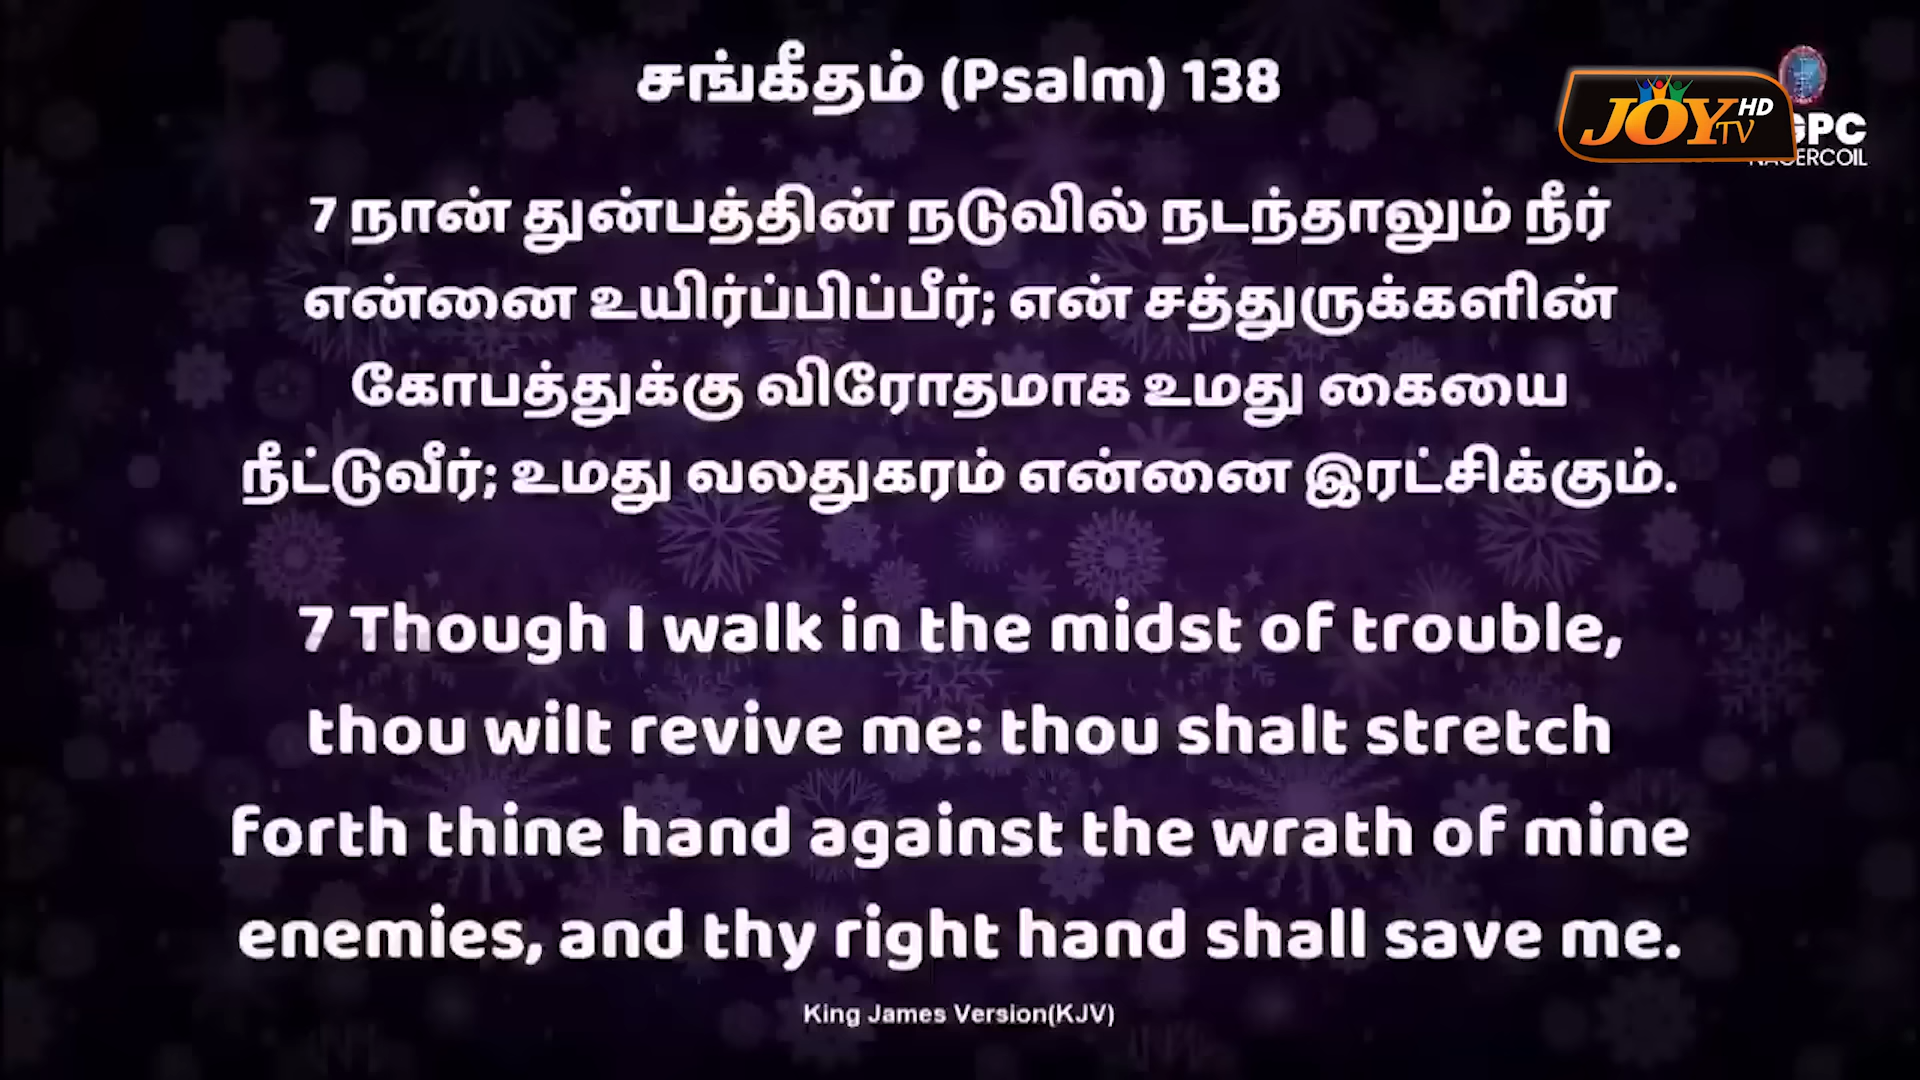 சங்கீதம் (Psalm) 138
JOY TV HD
GPC
7 நான் துன்பத்தின் நடுவில் நடந்தாலும் நீர்
என்னை உயிர்ப்பிப்பீர்; என் சத்துருக்களின்
கோபத்துக்கு விரோதமாக உமது கையை
நீட்டுவீர்; உமது வலதுகரம் என்னை இரட்சிக்கும்.
7 Though I walk in the midst of trouble,
thou wilt revive me: thou shalt stretch
forth thine hand against the wrath of mine
enemies, and thy right hand shall save me.
King James Version(KJV)